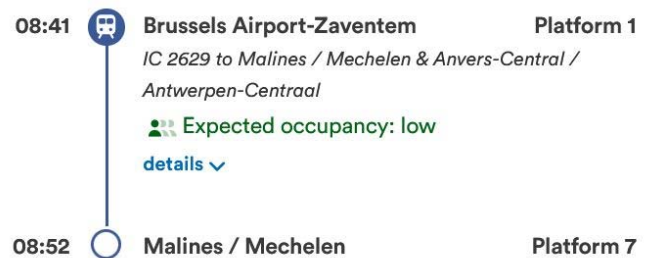 08:41 Brussels Airport-Zaventem Platform 1
IC 2629 to Malines / Mechelen & Anvers-Central /
Antwerpen-Centraal
Expected occupancy: low
details
08:52 Malines / Mechelen Platform 7